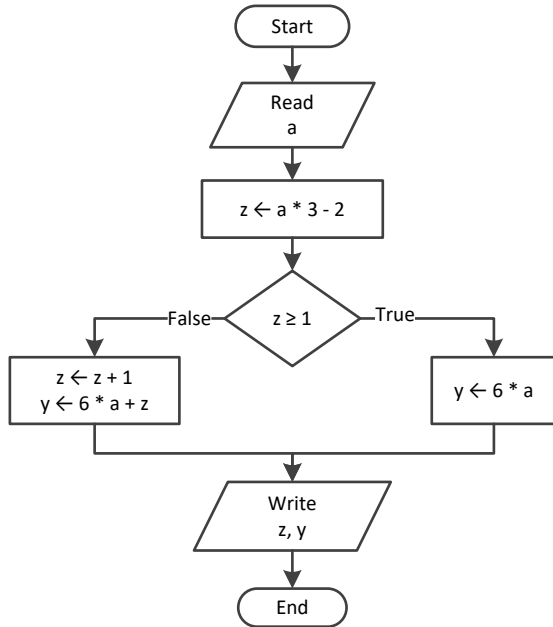 Start
Read
a
z ← a * 3 - 2
z ≥ 1
False
True
z ← z + 1
y ← 6 * a + z
y ← 6 * a
Write
z, y
End